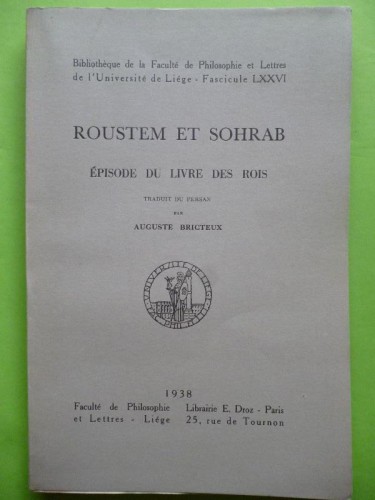 Bibliothèque de la Faculté de Philosophie et Lettres
de l'Université de Liége - Fascicule LXXVI
ROUSTEM ET SOHRAB
ÉPISODE DU LIVRE DES ROIS
TRADUIT DU PERSAN
PAR
AUGUSTE BRICTEUX
1938
Faculté de Philosophie
et Lettres - Liége
Librairie E. Droz - Paris
25, rue de Tournon